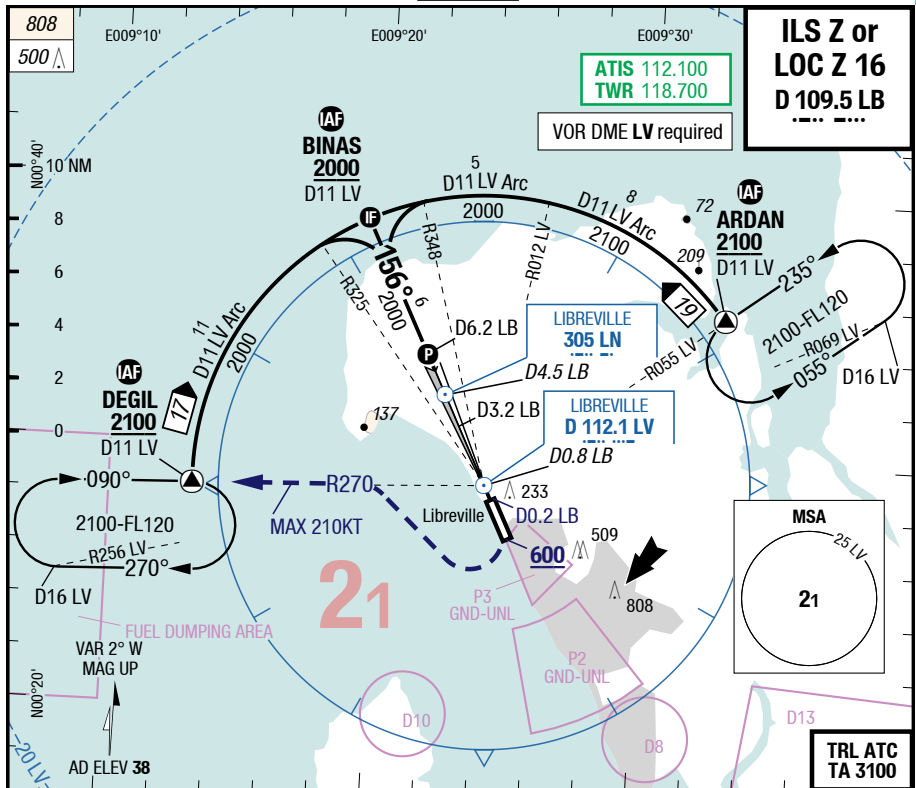 808
500
E009°10'
E009°20'
E009°30'
ILS Z or
LOC Z 16
D 109.5 LB
ATIS 112.100
TWR 118.700
VOR DME LV required
N00°40'
10 NM
8
6
4
2
0
IAF
BINAS
2000
D11 LV
IF
5
D11 LV Arc
2000
8
D11 LV Arc
2100
72
209
IAF
ARDAN
2100
D11 LV
19
235°
2100-FL120
R069 LV
055°
D16 LV
R055 LV
R348
R012 LV
R325
156°
6
2000
11
D11 LV Arc
2000
17
P
D6.2 LB
LIBREVILLE
305 LN
D4.5 LB
D3.2 LB
LIBREVILLE
D 112.1 LV
D0.8 LB
137
IAF
DEGIL
2100
D11 LV
090°
2100-FL120
R256 LV
270°
D16 LV
R270
MAX 210KT
Libreville
233
D0.2 LB
600
509
808
21
P3
GND-UNL
P2
GND-UNL
FUEL DUMPING AREA
VAR 2° W
MAG UP
N00°20'
AD ELEV 38
20 LV
D10
D8
D13
MSA
25 LV
21
TRL ATC
TA 3100